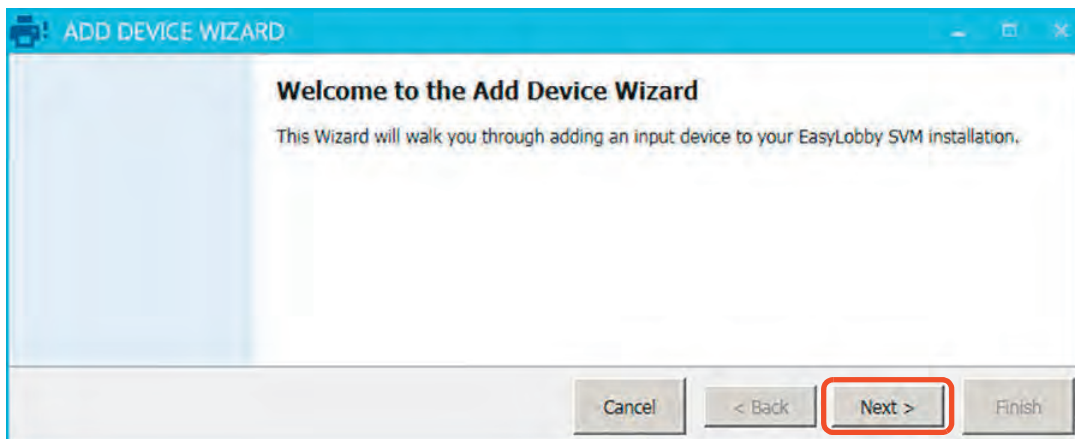 ADD DEVICE WIZARD
Welcome to the Add Device Wizard
This Wizard will walk you through adding an input device to your EasyLobby SVM installation.
Cancel
< Back
Next >
Finish